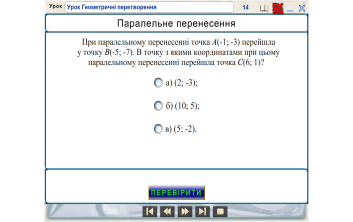 Урок Урок Геометричні перетворення 14
Паралельне перенесення
При паралельному перенесенні точка A(-1; -3) перейшла
у точку B(-5; -7). В точку з якими координатами при цьому
паралельному перенесенні перейшла точка C(6; 1)?
а) (2; -3);
б) (10; 5);
в) (5; -2).
ПЕРЕВІРИТИ